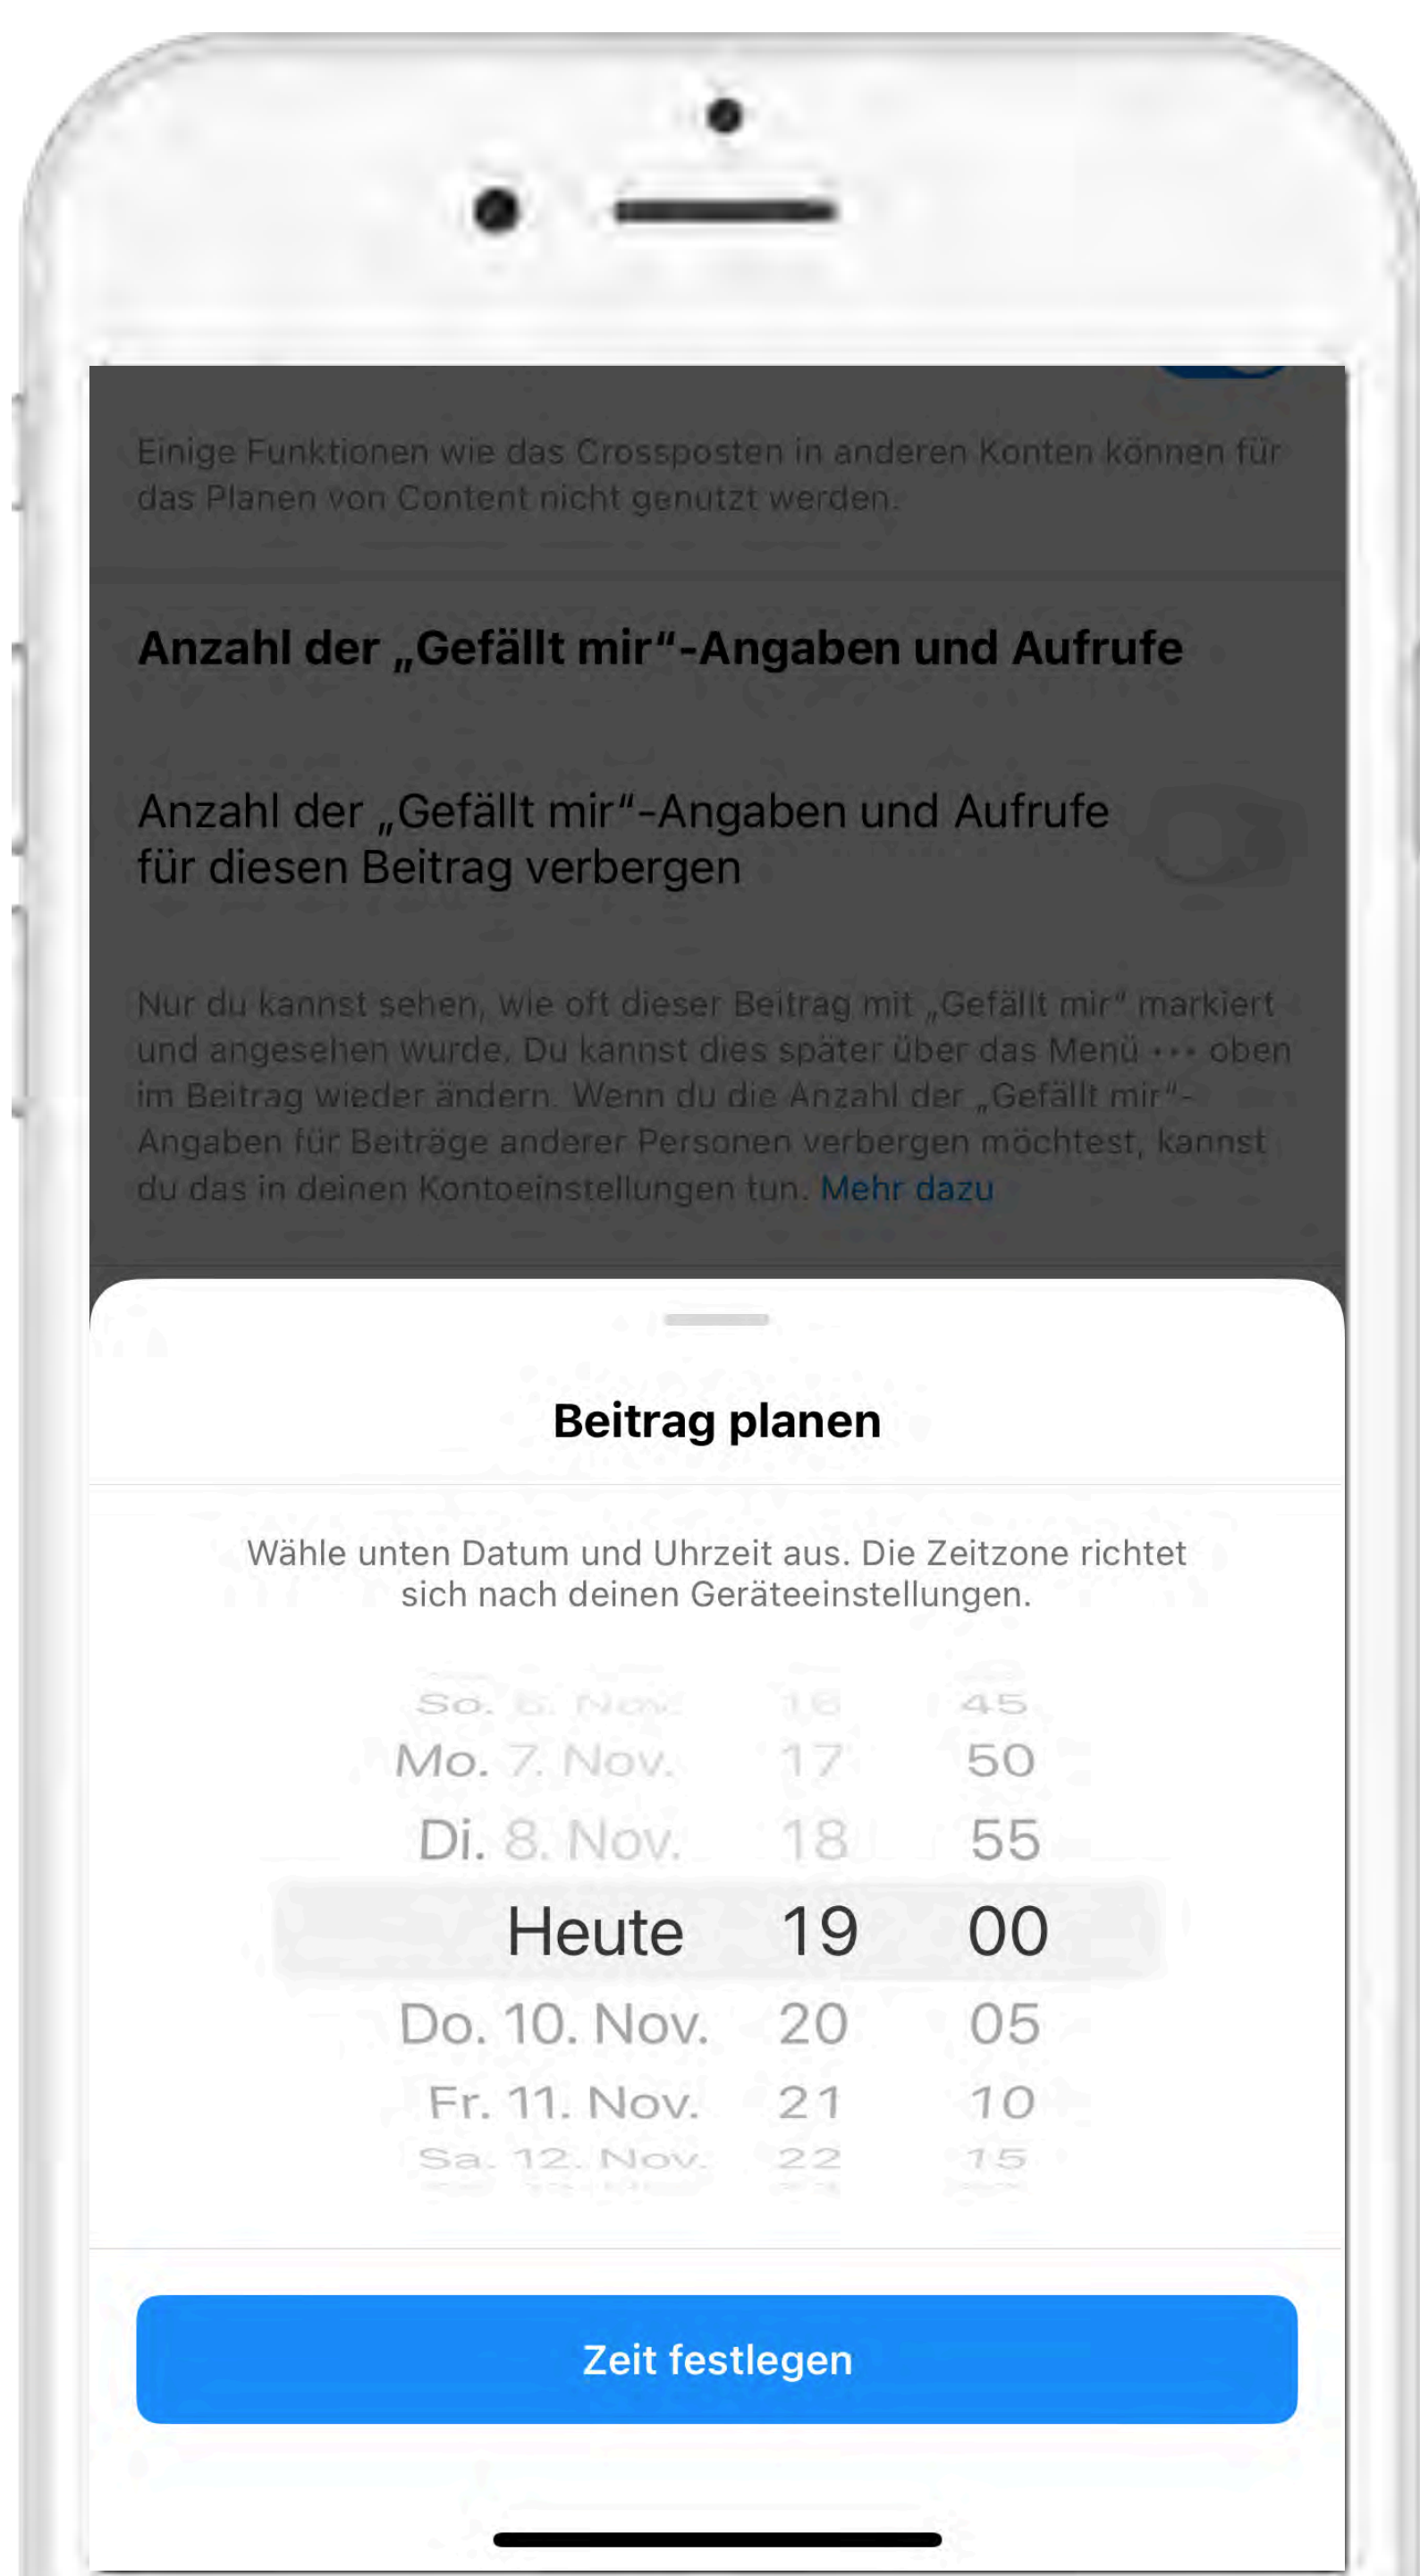 Einige Funktionen wie das Crossposten in anderen Konten können für
das Planen von Content nicht genutzt werden.
Anzahl der „Gefällt mir“-Angaben und Aufrufe
Anzahl der „Gefällt mir“-Angaben und Aufrufe
für diesen Beitrag verbergen
Nur du kannst sehen, wie oft dieser Beitrag mit „Gefällt mir“ markiert
und angesehen wurde. Du kannst dies später über das Menü ··· oben
im Beitrag wieder ändern. Wenn du die Anzahl der „Gefällt mir“-
Angaben für Beiträge anderer Personen verbergen möchtest, kannst
du das in deinen Kontoeinstellungen tun. Mehr dazu
Beitrag planen
Wähle unten Datum und Uhrzeit aus. Die Zeitzone richtet
sich nach deinen Geräteeinstellungen.
So. 6. Nov. 16 45
Mo. 7. Nov. 17 50
Di. 8. Nov. 18 55
Heute 19 00
Do. 10. Nov. 20 05
Fr. 11. Nov. 21 10
Sa. 12. Nov. 22 15
Zeit festlegen